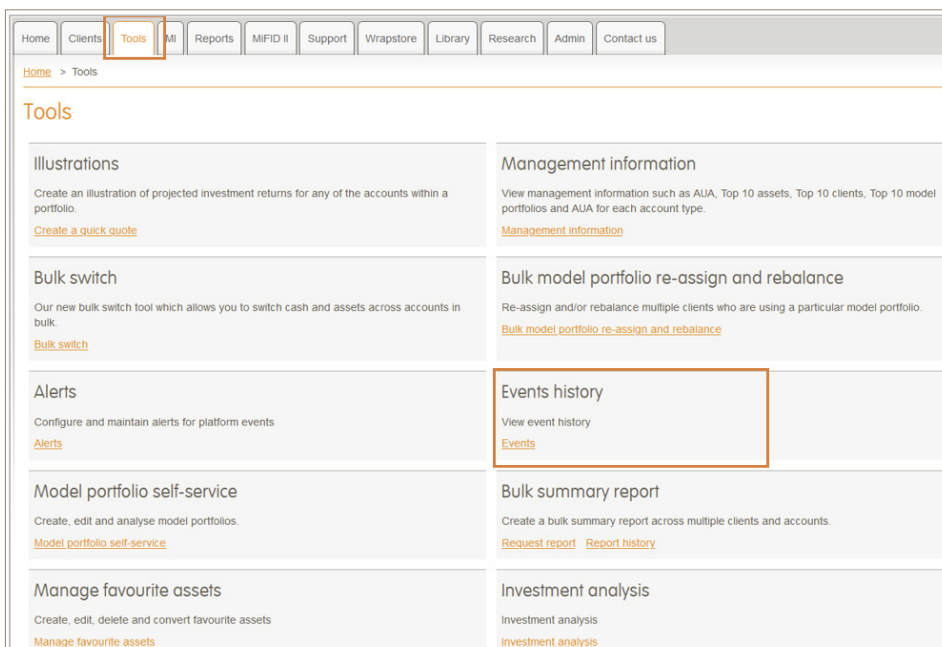 Home Clients Tools MI Reports MiFID II Support Wrapstore Library Research Admin Contact us
Home > Tools
Tools
Illustrations
Create an illustration of projected investment returns for any of the accounts within a
portfolio.
Create a quick quote
Management information
View management information such as AUA, Top 10 assets, Top 10 clients, Top 10 model
portfolios and AUA for each account type.
Management information
Bulk switch
Our new bulk switch tool which allows you to switch cash and assets across accounts in
bulk.
Bulk switch
Bulk model portfolio re-assign and rebalance
Re-assign and/or rebalance multiple clients who are using a particular model portfolio.
Bulk model portfolio re-assign and rebalance
Alerts
Configure and maintain alerts for platform events
Alerts
Events history
View event history
Events
Model portfolio self-service
Create, edit and analyse model portfolios.
Model portfolio self-service
Bulk summary report
Create a bulk summary report across multiple clients and accounts.
Request report Report history
Manage favourite assets
Create, edit, delete and convert favourite assets
Manage favourite assets
Investment analysis
Investment analysis
Investment analysis